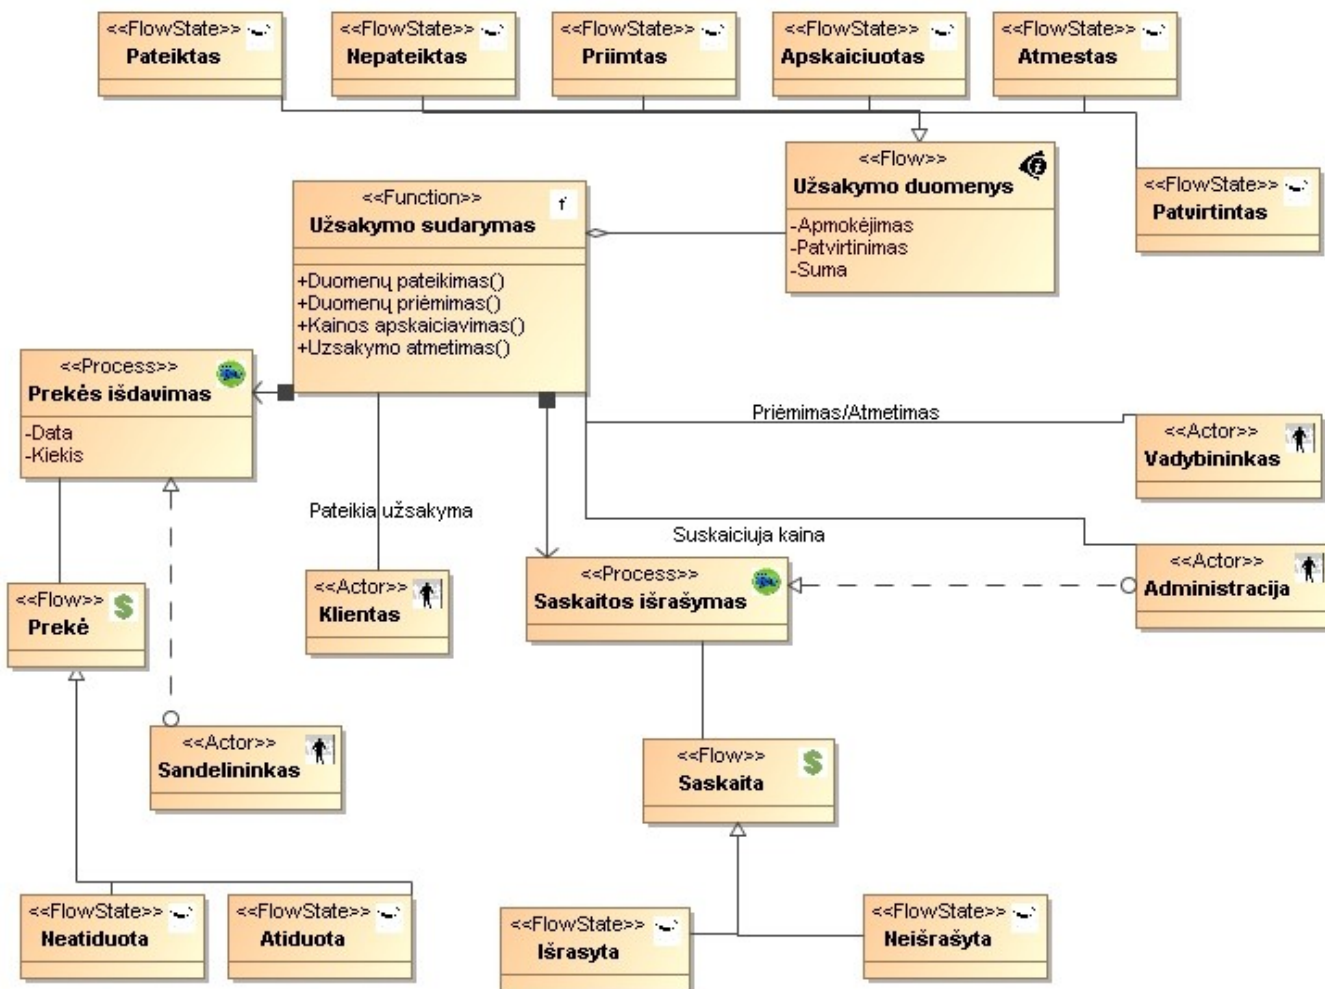 <<FlowState>>
Pateiktas
<<FlowState>>
Nepateiktas
<<FlowState>>
Priimtas
<<FlowState>>
Apskaiciuotas
<<FlowState>>
Atmestas
<<Flow>>
Užsakymo duomenys
-Apmokėjimas
-Patvirtinimas
-Suma
<<FlowState>>
Patvirtintas
<<Function>>
f
Užsakymo sudarymas
+Duomenų pateikimas()
+Duomenų priėmimas()
+Kainos apskaiciavimas()
+Uzsakymo atmetimas()
<<Process>>
Prekės išdavimas
-Data
-Kiekis
Priėmimas/Atmetimas
<<Actor>>
Vadybininkas
Pateikia užsakyma
Suskaiciuja kaina
<<Actor>>
Administracija
<<Process>>
Saskaitos išrašymas
<<Actor>>
Klientas
<<Flow>>
$
Prekė
<<Actor>>
Sandelininkas
<<Flow>>
$
Saskaita
<<FlowState>>
Neatiduota
<<FlowState>>
Atiduota
<<FlowState>>
Išrasyta
<<FlowState>>
Neišrašyta